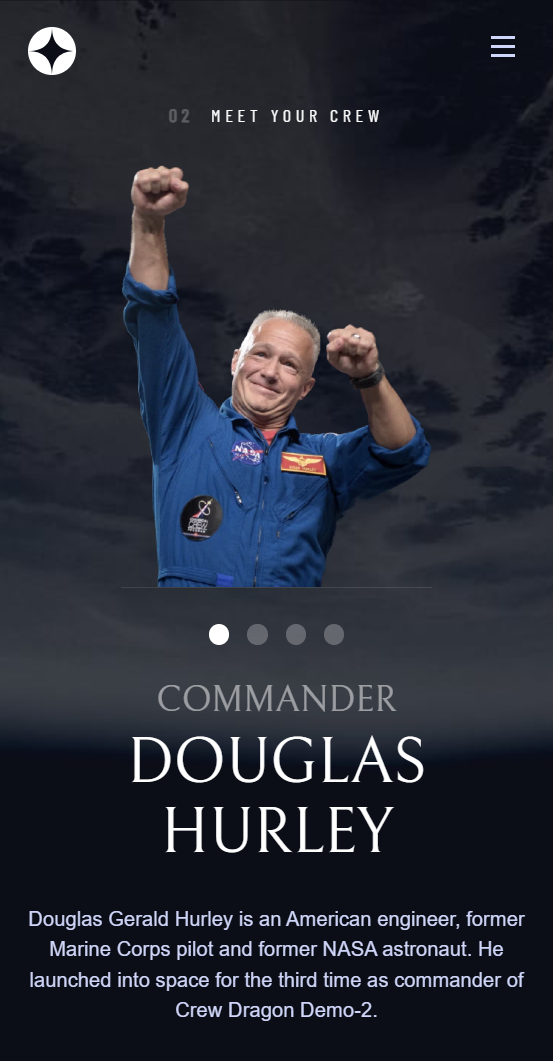 02 MEET YOUR CREW
NASA
COMMANDER
DOUGLAS
HURLEY
Douglas Gerald Hurley is an American engineer, former
Marine Corps pilot and former NASA astronaut. He
launched into space for the third time as commander of
Crew Dragon Demo-2.